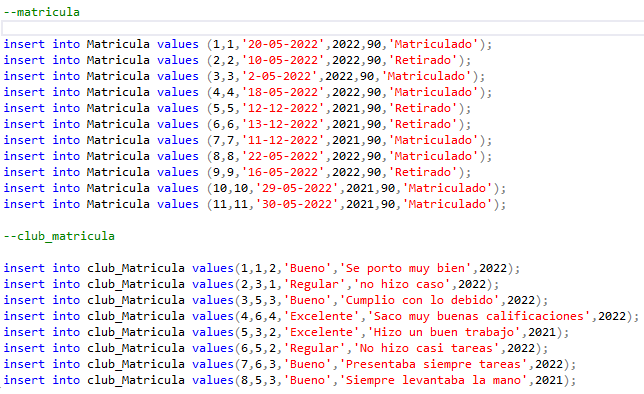 --matricula
insert into Matricula values (1,1,'20-05-2022',2022,90,'Matriculado');
insert into Matricula values (2,2,'10-05-2022',2022,90,'Retirado');
insert into Matricula values (3,3,'2-05-2022',2022,90,'Matriculado');
insert into Matricula values (4,4,'18-05-2022',2022,90,'Matriculado');
insert into Matricula values (5,5,'12-12-2022',2021,90,'Retirado');
insert into Matricula values (6,6,'13-12-2022',2021,90,'Retirado');
insert into Matricula values (7,7,'11-12-2022',2021,90,'Matriculado');
insert into Matricula values (8,8,'22-05-2022',2022,90,'Matriculado');
insert into Matricula values (9,9,'16-05-2022',2022,90,'Retirado');
insert into Matricula values (10,10,'29-05-2022',2021,90,'Matriculado');
insert into Matricula values (11,11,'30-05-2022',2021,90,'Matriculado');
--club_matricula
insert into club_Matricula values(1,1,2,'Bueno','Se porto muy bien',2022);
insert into club_Matricula values(2,3,1,'Regular','no hizo caso',2022);
insert into club_Matricula values(3,5,3,'Bueno','Cumplio con lo debido',2022);
insert into club_Matricula values(4,6,4,'Excelente','Saco muy buenas calificaciones',2022);
insert into club_Matricula values(5,3,2,'Excelente','Hizo un buen trabajo',2021);
insert into club_Matricula values(6,5,2,'Regular','No hizo casi tareas',2022);
insert into club_Matricula values(7,6,3,'Bueno','Presentaba siempre tareas',2022);
insert into club_Matricula values(8,5,3,'Bueno','Siempre levantaba la mano',2021);